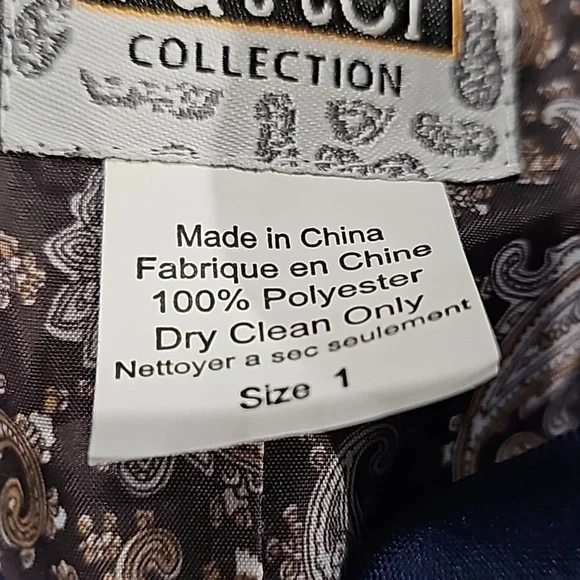 COLLECTION
Made in China
Fabrique en Chine
100% Polyester
Dry Clean Only
Nettoyer a sec seulement
Size 1